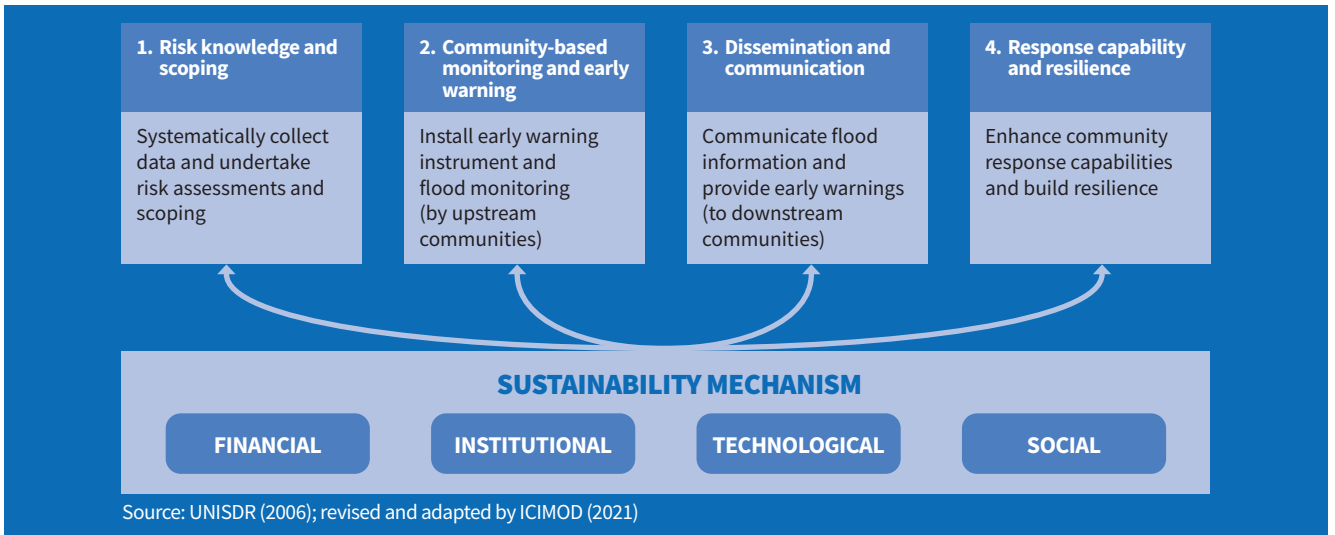 1. Risk knowledge and
scoping
Systematically collect
data and undertake
risk assessments and
scoping
2. Community-based
monitoring and early
warning
Install early warning
instrument and
flood monitoring
(by upstream
communities)
3. Dissemination and
communication
Communicate flood
information and
provide early warnings
(to downstream
communities)
4. Response capability
and resilience
Enhance community
response capabilities
and build resilience
SUSTAINABILITY MECHANISM
FINANCIAL
INSTITUTIONAL
TECHNOLOGICAL
SOCIAL
Source: UNISDR (2006); revised and adapted by ICIMOD (2021)